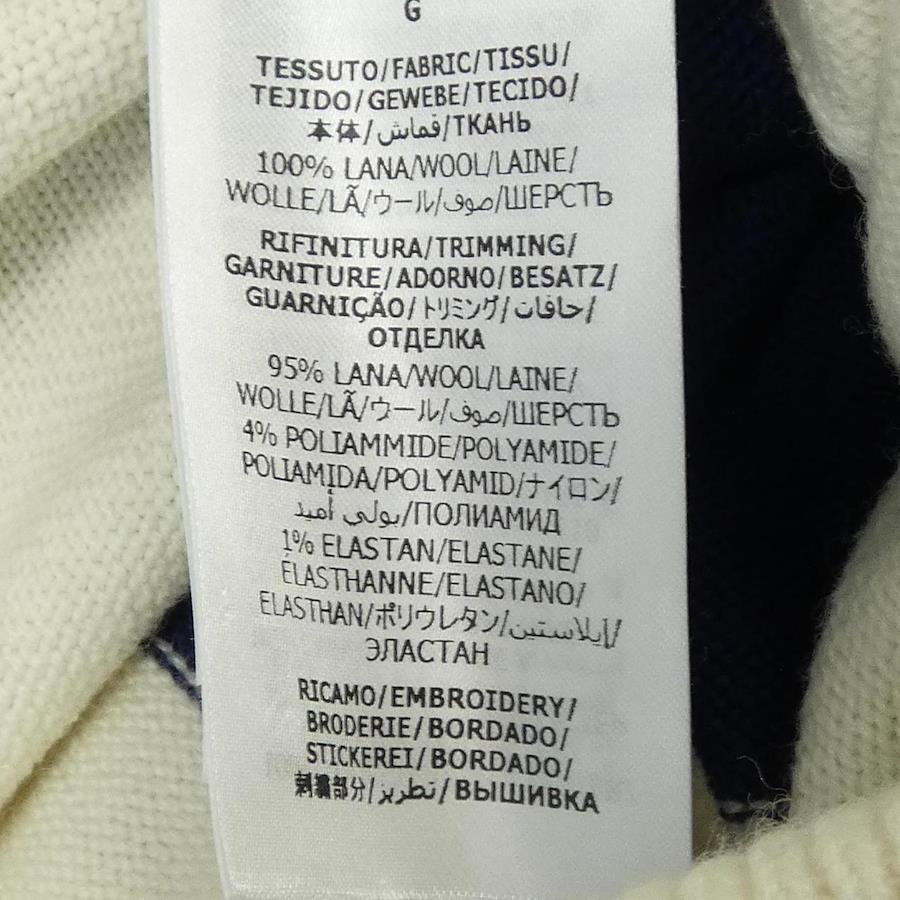 G
TESSUTO/FABRIC/TISSU/
TEJIDO/GEWEBE/TECIDO/
本体/قماش/ТКАНЬ
100% LANA/WOOL/LAINE/
WOLLE/LÃ/ウール/صوف/ШЕРСТЬ
RIFINITURA/TRIMMING/
GARNITURE/ADORNO/BESATZ/
GUARNIÇÃO/トリミング/حافات/
ОТДЕЛКА
95% LANA/WOOL/LAINE/
WOLLE/LÃ/ウール/صوف/ШЕРСТЬ
4% POLIAMMIDE/POLYAMIDE/
POLIAMIDA/POLYAMID/ナイロン/
بولي أميد/ПОЛИАМИД
1% ELASTAN/ELASTANE/
ÉLASTHANNE/ELASTANO/
ELASTHAN/ポリウレタン/إيلاستين/
ЭЛАСТАН
RICAMO/EMBROIDERY/
BRODERIE/BORDADO/
STICKEREI/BORDADO/
刺繍部分/تطريز/ВЫШИВКА